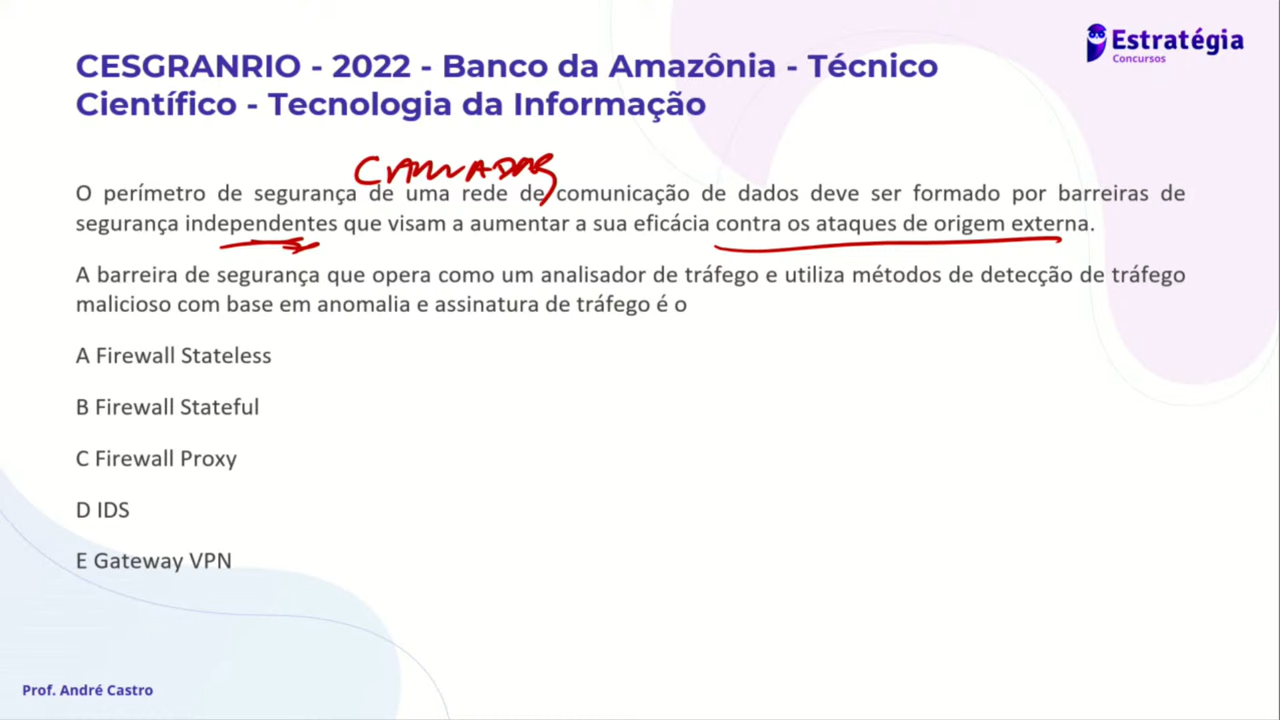 Estratégia
Concursos
CESGRANRIO - 2022 - Banco da Amazônia - Técnico
Científico - Tecnologia da Informação
CAMADAS
O perímetro de segurança de uma rede de comunicação de dados deve ser formado por barreiras de
segurança independentes que visam a aumentar a sua eficácia contra os ataques de origem externa.
A barreira de segurança que opera como um analisador de tráfego e utiliza métodos de detecção de tráfego
malicioso com base em anomalia e assinatura de tráfego é o
A Firewall Stateless
B Firewall Stateful
C Firewall Proxy
D IDS
E Gateway VPN
Prof. André Castro